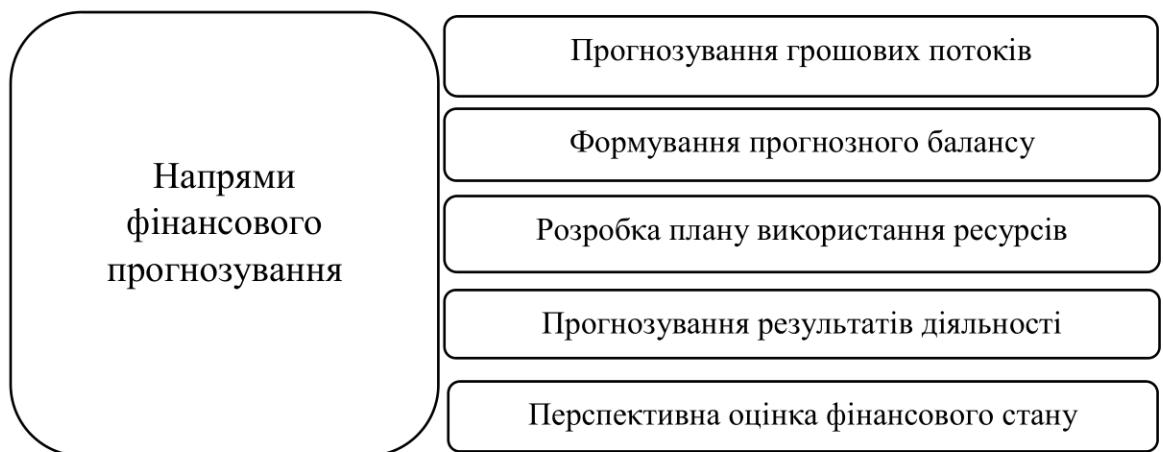 Напрями
фінансового
прогнозування
Прогнозування грошових потоків
Формування прогнозного балансу
Розробка плану використання ресурсів
Прогнозування результатів діяльності
Перспективна оцінка фінансового стану